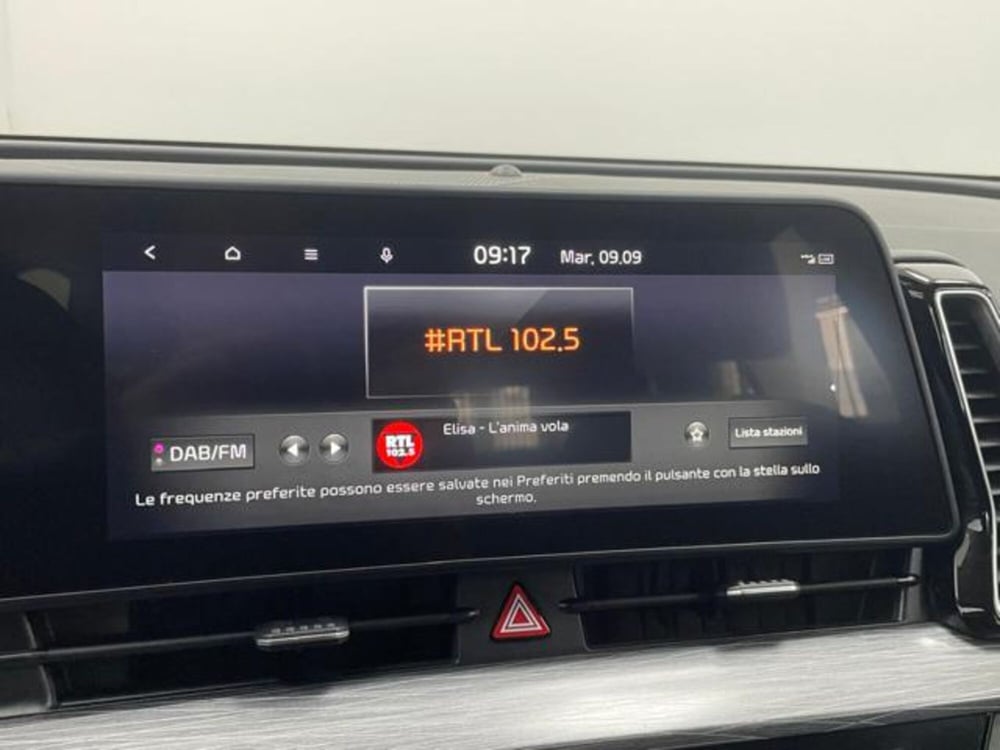 09:17 Mar. 09.09
#RTL 102.5
Elisa - L'anima vola
DAB/FM
RTL
102.5
Lista stazioni
Le frequenze preferite possono essere salvate nei Preferiti premendo il pulsante con la stella sullo
schermo.